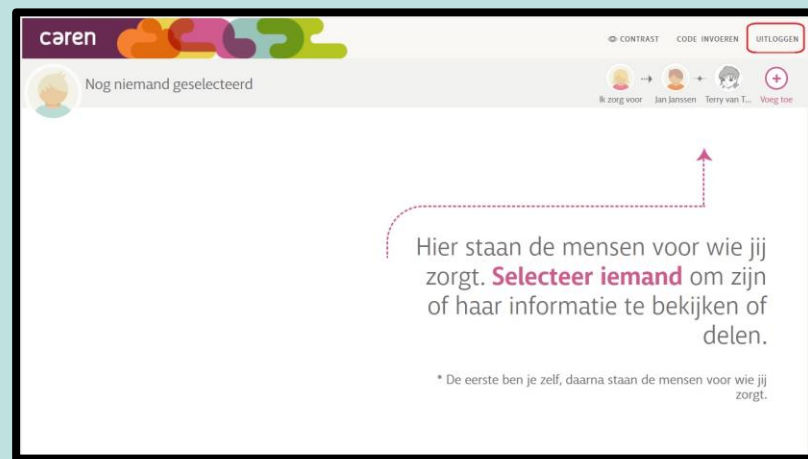 caren
CONTRAST
CODE INVOEREN
UITLOGGEN
Nog niemand geselecteerd
Ik zorg voor
Jan Janssen
Terry van T...
Voeg toe
Hier staan de mensen voor wie jij
zorgt. Selecteer iemand om zijn
of haar informatie te bekijken of
delen.
* De eerste ben je zelf, daarna staan de mensen voor wie jij
zorgt.